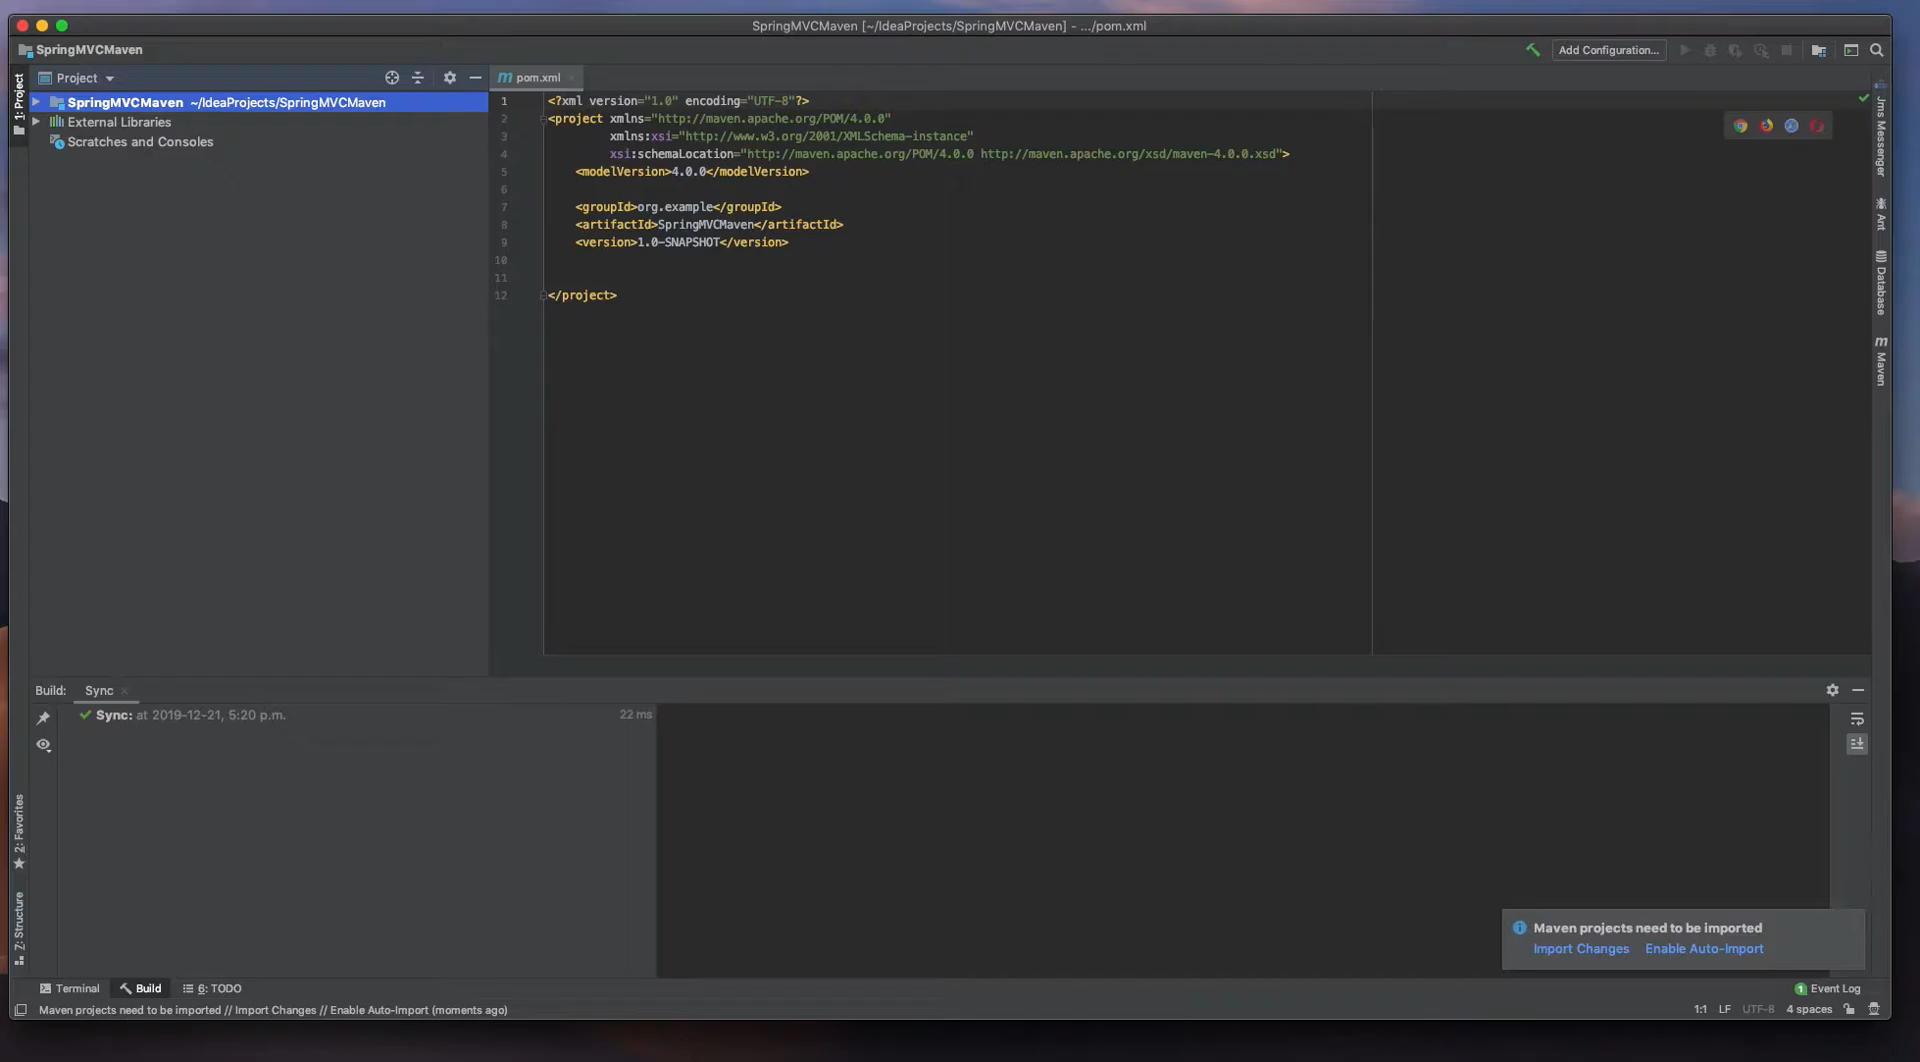 SpringMVCMaven [~/IdeaProjects/SpringMVCMaven] - .../pom.xml
SpringMVCMaven
Add Configuration...
1: Project
Project
pom.xml
SpringMVCMaven ~/IdeaProjects/SpringMVCMaven
External Libraries
Scratches and Consoles
1 <?xml version="1.0" encoding="UTF-8"?>
2 <project xmlns="http://maven.apache.org/POM/4.0.0"
3 xmlns:xsi="http://www.w3.org/2001/XMLSchema-instance"
4 xsi:schemaLocation="http://maven.apache.org/POM/4.0.0 http://maven.apache.org/xsd/maven-4.0.0.xsd">
5 <modelVersion>4.0.0</modelVersion>
6
7 <groupId>org.example</groupId>
8 <artifactId>SpringMVCMaven</artifactId>
9 <version>1.0-SNAPSHOT</version>
10
11
12 </project>
Jms Messenger
Ant
Database
m Maven
Build: Sync
Sync: at 2019-12-21, 5:20 p.m. 22 ms
2: Favorites
7: Structure
Maven projects need to be imported
Import Changes Enable Auto-Import
Terminal Build 6: TODO
1 Event Log
Maven projects need to be imported // Import Changes // Enable Auto-Import (moments ago)
1:1 LF UTF-8 4 spaces